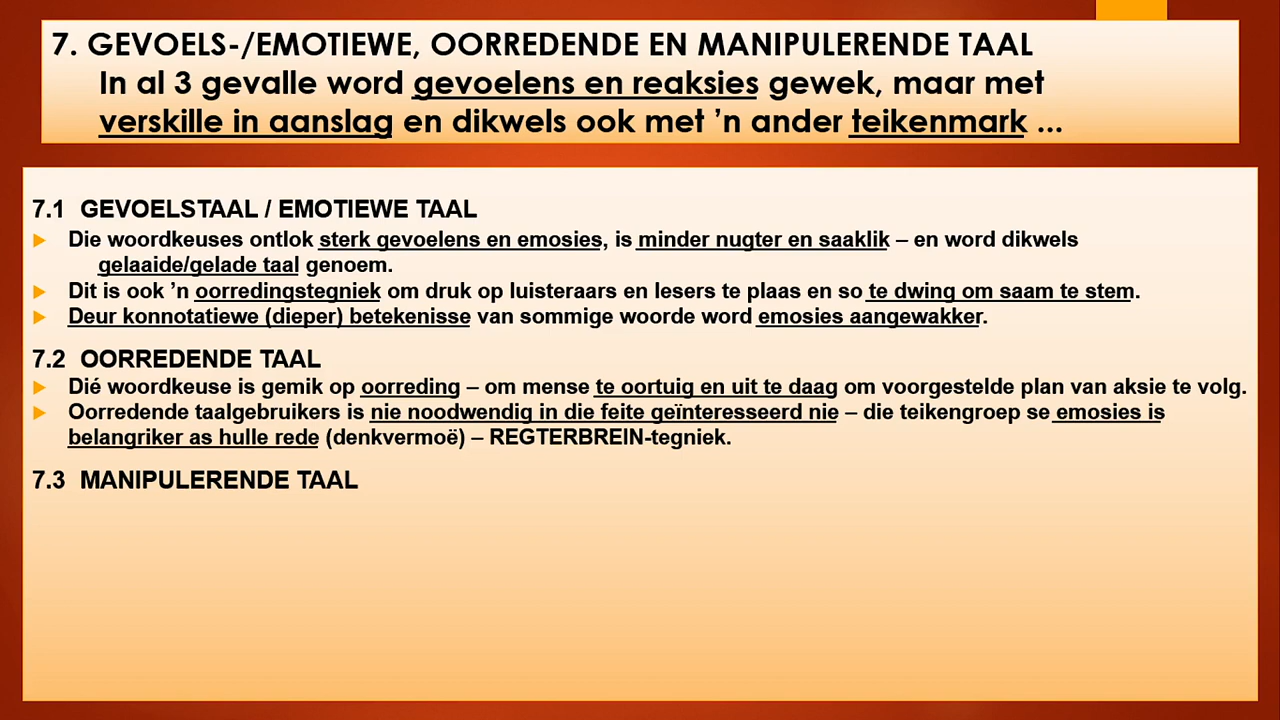 7. GEVOELS-/EMOTIEWE, OORREDENDE EN MANIPULERENDE TAAL
In al 3 gevalle word gevoelens en reaksies gewek, maar met
verskille in aanslag en dikwels ook met ’n ander teikenmark ...
7.1 GEVOELSTAAL / EMOTIEWE TAAL
Die woordkeuses ontlok sterk gevoelens en emosies, is minder nugter en saaklik – en word dikwels
gelaaide/gelade taal genoem.
Dit is ook ’n oorredingstegniek om druk op luisteraars en lesers te plaas en so te dwing om saam te stem.
Deur konnotatiewe (dieper) betekenisse van sommige woorde word emosies aangewakker.
7.2 OORREDENDE TAAL
Dié woordkeuse is gemik op oorreding – om mense te oortuig en uit te daag om voorgestelde plan van aksie te volg.
Oorredende taalgebruikers is nie noodwendig in die feite geïnteresseerd nie – die teikengroep se emosies is
belangriker as hulle rede (denkvermoë) – REGTERBREIN-tegniek.
7.3 MANIPULERENDE TAAL